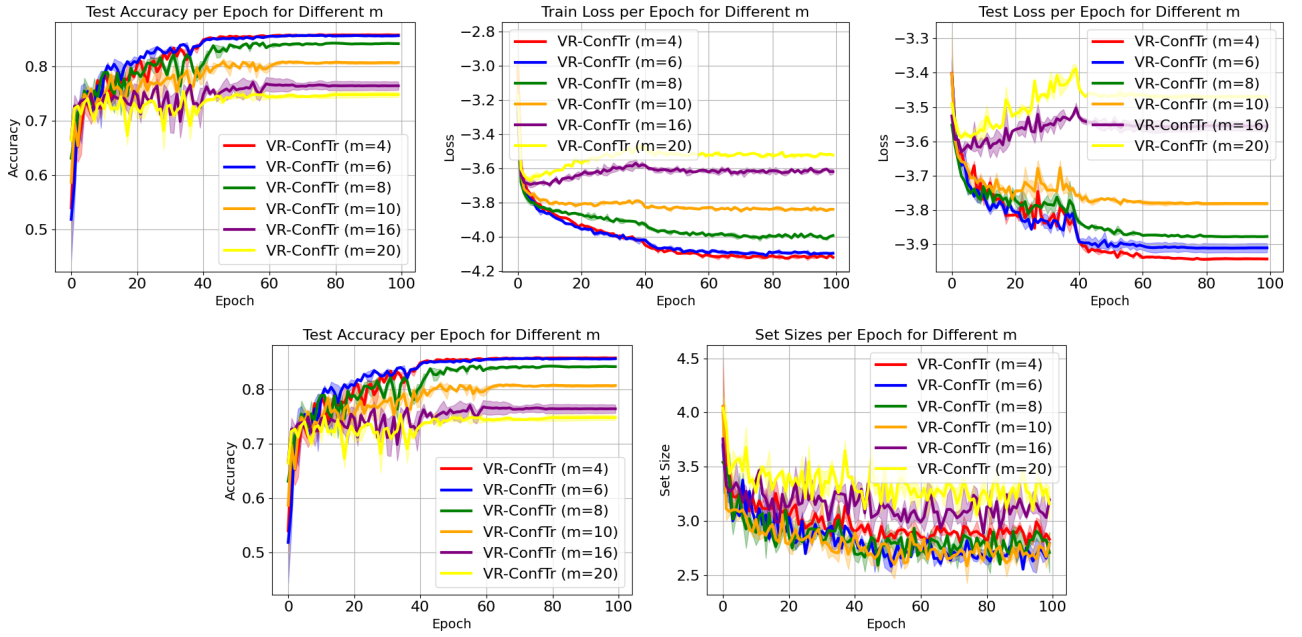 Test Accuracy per Epoch for Different m
Accuracy
0.8
0.7
0.6
0.5
VR-ConfTr (m=4)
VR-ConfTr (m=6)
VR-ConfTr (m=8)
VR-ConfTr (m=10)
VR-ConfTr (m=16)
VR-ConfTr (m=20)
0 20 40 60 80 100
Epoch
Train Loss per Epoch for Different m
Loss
−2.8
−3.0
−3.2
−3.4
−3.6
−3.8
−4.0
−4.2
VR-ConfTr (m=4)
VR-ConfTr (m=6)
VR-ConfTr (m=8)
VR-ConfTr (m=10)
VR-ConfTr (m=16)
VR-ConfTr (m=20)
0 20 40 60 80 100
Epoch
Test Loss per Epoch for Different m
Loss
−3.3
−3.4
−3.5
−3.6
−3.7
−3.8
−3.9
VR-ConfTr (m=4)
VR-ConfTr (m=6)
VR-ConfTr (m=8)
VR-ConfTr (m=10)
VR-ConfTr (m=16)
VR-ConfTr (m=20)
0 20 40 60 80 100
Epoch
Test Accuracy per Epoch for Different m
Accuracy
0.8
0.7
0.6
0.5
VR-ConfTr (m=4)
VR-ConfTr (m=6)
VR-ConfTr (m=8)
VR-ConfTr (m=10)
VR-ConfTr (m=16)
VR-ConfTr (m=20)
0 20 40 60 80 100
Epoch
Set Sizes per Epoch for Different m
Set Size
4.5
4.0
3.5
3.0
2.5
VR-ConfTr (m=4)
VR-ConfTr (m=6)
VR-ConfTr (m=8)
VR-ConfTr (m=10)
VR-ConfTr (m=16)
VR-ConfTr (m=20)
0 20 40 60 80 100
Epoch